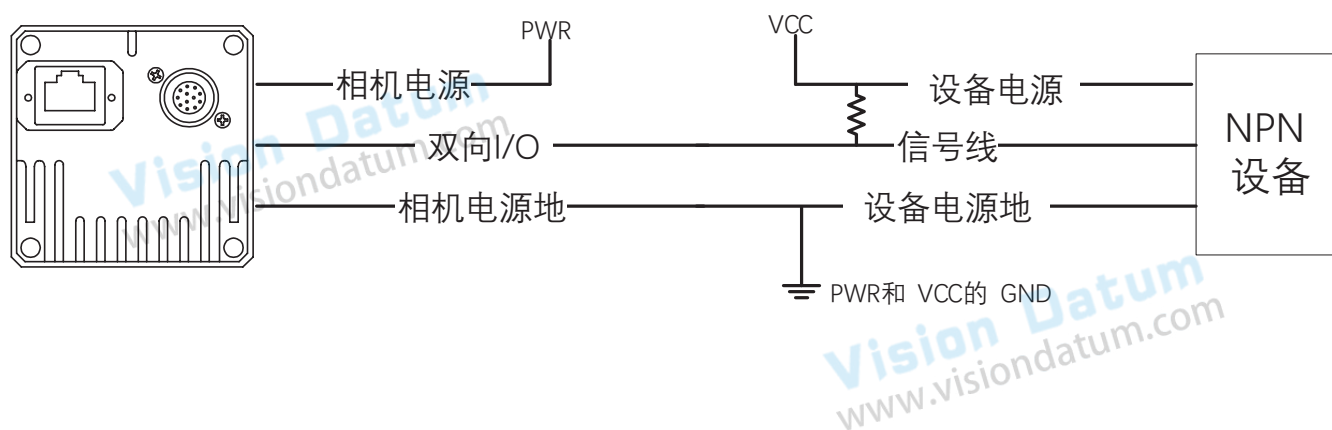 PWR
VCC
相机电源
设备电源
双向I/O
信号线
NPN
设备
相机电源地
设备电源地
PWR和 VCC的 GND
Vision Datum
www.visiondatum.com
Vision Datum
www.visiondatum.com